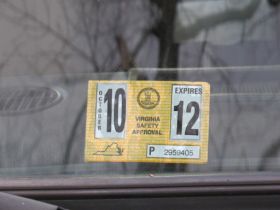 OCTOBER 10 EXPIRES 12
VIRGINIA
SAFETY
APPROVAL
P 2959405